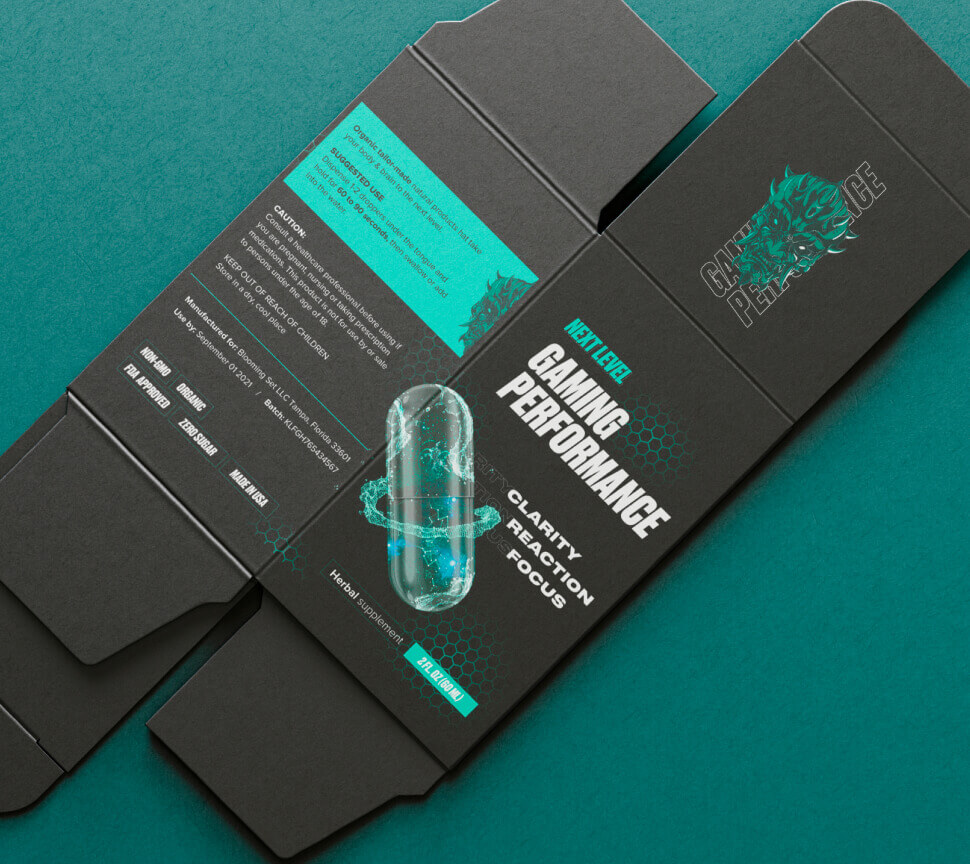 Organic tailor-made natural products hat take
your body & brain to the next level.
SUGGESTED USE
Dispense 1-2 droppers under the tongue and
hold for 60 to 90 seconds, then swallow or add
into the water.
CAUTION:
Consult a healthcare professional before using if
you are pregnant, nursing or taking prescription
medications. This product is not for use by or sale
to persons under the age of 18.
KEEP OUT OF REACH OF CHILDREN
Store in a dry, cool place
Manufactured for: Blooming Set LLC Tampa, Florida 33601
Use by: September 01 2021 / Batch: KLFGH765434567
NON-GMO ORGANIC
FDA APPROVED ZERO SUGAR MADE IN USA
NEXT LEVEL
GAMING
PERFORMANCE
CLARITY
REACTION
FOCUS
Herbal supplement
2 FL OZ (60 ML)